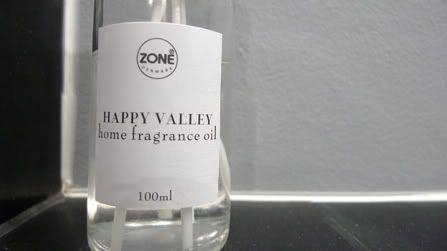 ZONE
DENMARK
HAPPY VALLEY
home fragrance oil
100ml